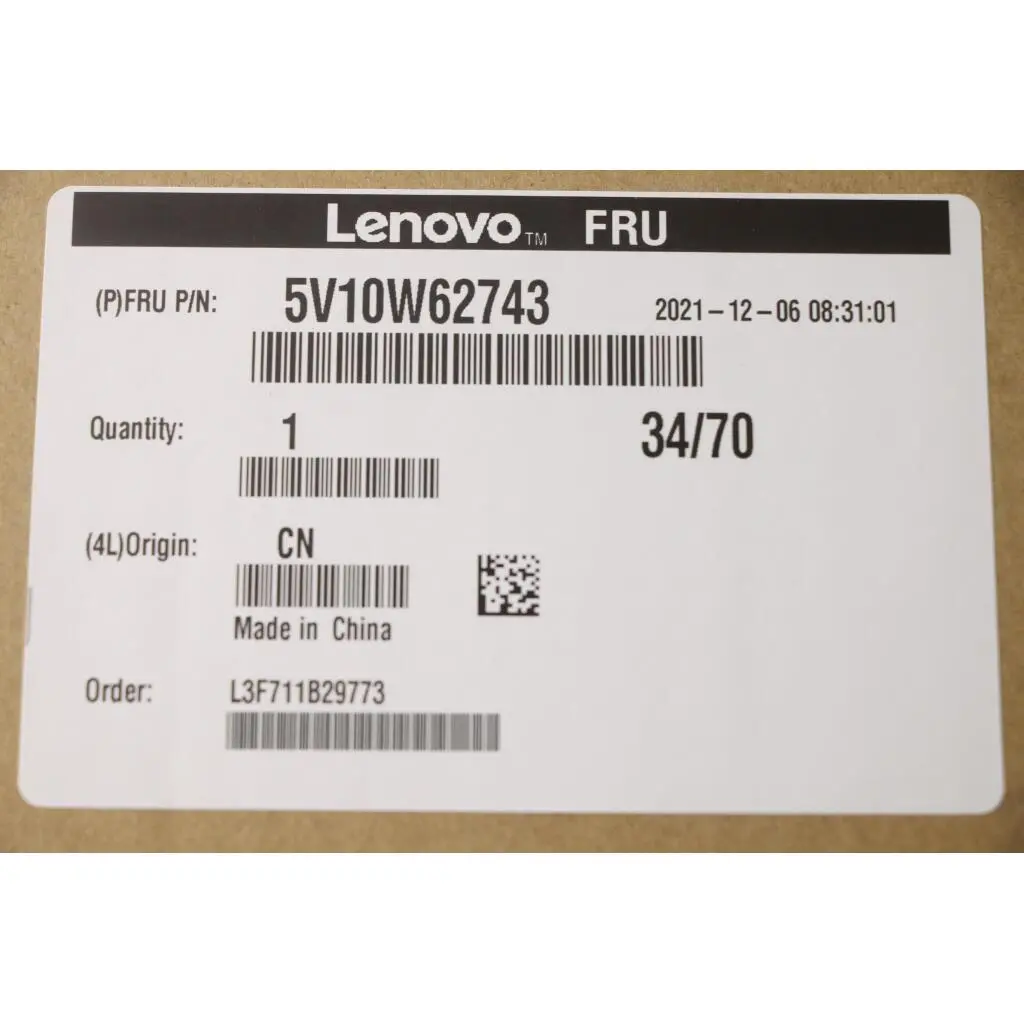 Lenovo™ FRU
(P)FRU P/N: 5V10W62743 2021-12-06 08:31:01
Quantity: 1 34/70
(4L)Origin: CN
Made in China
Order: L3F711B29773